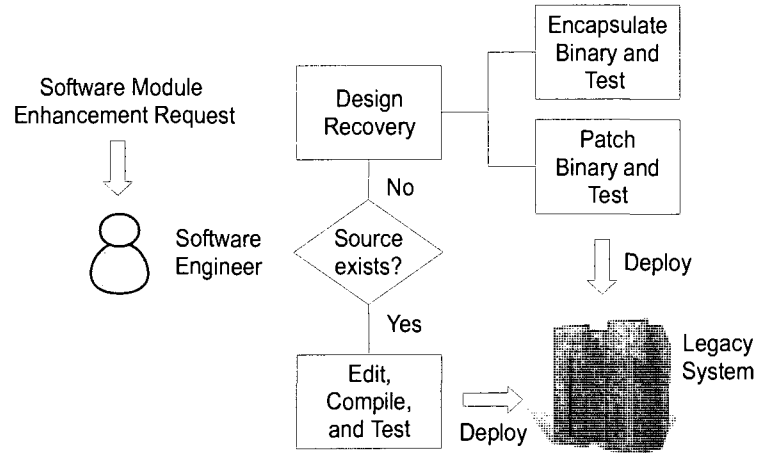 Software Module
Enhancement Request
Software
Engineer
Design
Recovery
No
Source
exists?
Yes
Edit,
Compile,
and Test
Deploy
Encapsulate
Binary and
Test
Patch
Binary and
Test
Deploy
Legacy
System